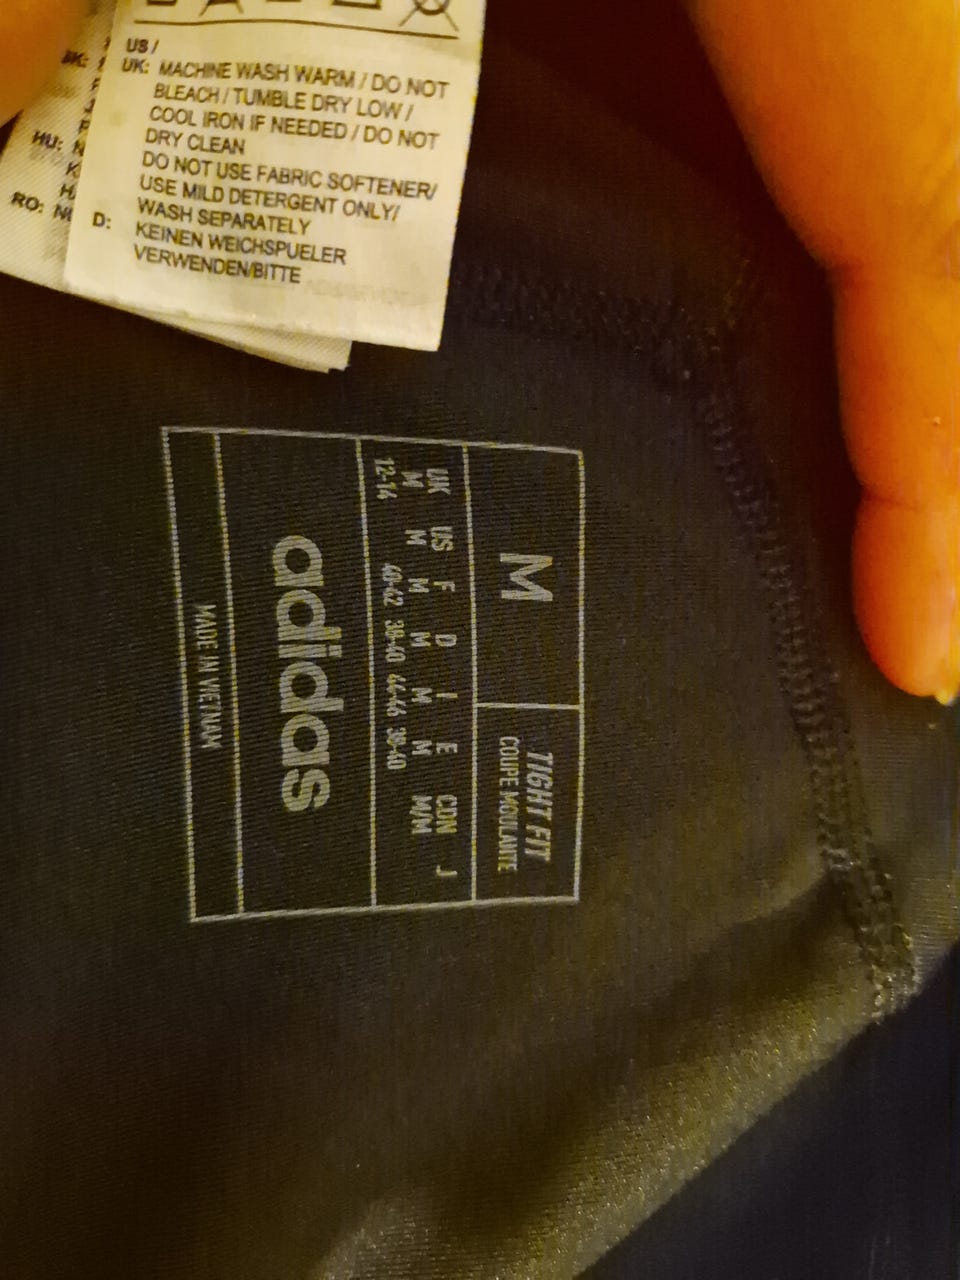 US/
UK: MACHINE WASH WARM / DO NOT
BLEACH / TUMBLE DRY LOW /
COOL IRON IF NEEDED / DO NOT
DRY CLEAN
DO NOT USE FABRIC SOFTENER/
USE MILD DETERGENT ONLY/
WASH SEPARATELY
D: KEINEN WEICHSPUELER
VERWENDEN/BITTE
HU:
RO:
M
TIGHT FIT
COUPE MOULANTE
UK US F D I E CDN J
M M M M M M M/M
12-14 40-42 38-40 44-46 38-40
adidas
MADE IN VIETNAM